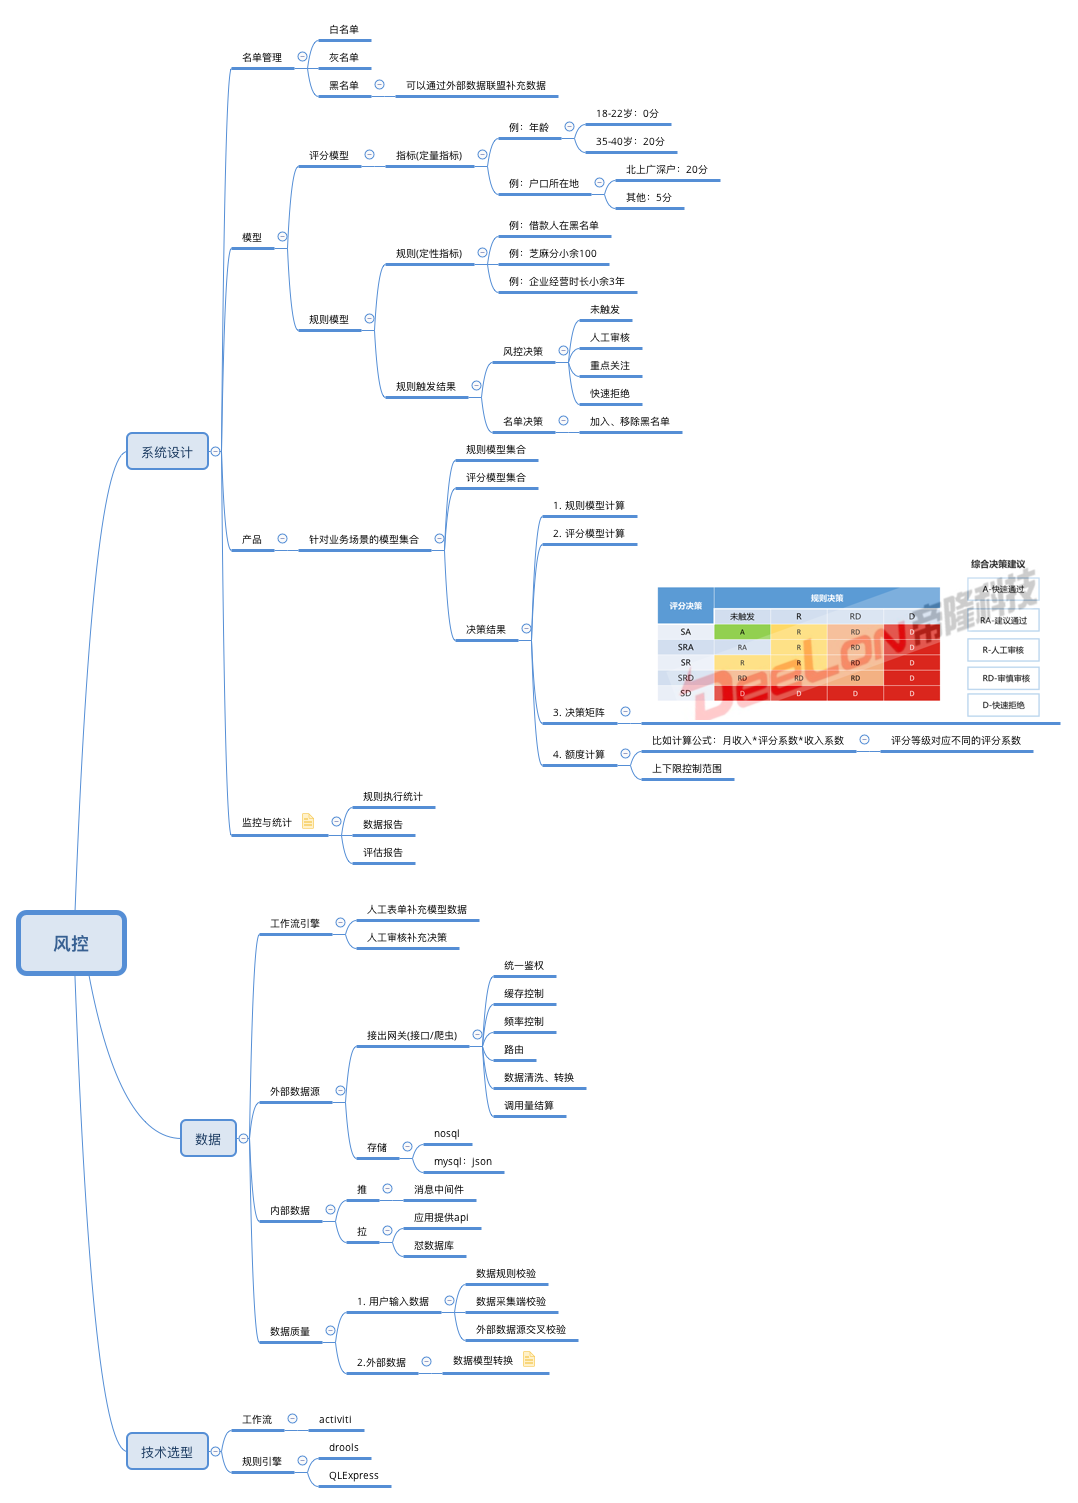 风控
系统设计
名单管理
白名单
灰名单
黑名单
可以通过外部数据联盟补充数据
模型
评分模型
指标(定量指标)
例：年龄
18-22岁：0分
35-40岁：20分
例：户口所在地
北上广深户：20分
其他：5分
规则模型
规则(定性指标)
例：借款人在黑名单
例：芝麻分小余100
例：企业经营时长小余3年
规则触发结果
风控决策
未触发
人工审核
重点关注
快速拒绝
名单决策
加入、移除黑名单
产品
针对业务场景的模型集合
规则模型集合
评分模型集合
决策结果
1. 规则模型计算
2. 评分模型计算
3. 决策矩阵
评分决策 规则决策
未触发 R RD D
SA A R RD D
SRA RA R RD D
SR R R RD D
SRD RD RD RD D
SD D D D D
综合决策建议
A-快速通过
RA-建议通过
R-人工审核
RD-审慎审核
D-快速拒绝
DeeLon帝隆科技
4. 额度计算
比如计算公式：月收入*评分系数*收入系数
评分等级对应不同的评分系数
上下限控制范围
监控与统计
规则执行统计
数据报告
评估报告
数据
工作流引擎
人工表单补充模型数据
人工审核补充决策
外部数据源
接出网关(接口/爬虫)
统一鉴权
缓存控制
频率控制
路由
数据清洗、转换
调用量结算
存储
nosql
mysql：json
内部数据
推
消息中间件
拉
应用提供api
怼数据库
数据质量
1. 用户输入数据
数据规则校验
数据采集端校验
外部数据源交叉校验
2.外部数据
数据模型转换
技术选型
工作流
activiti
规则引擎
drools
QLExpress